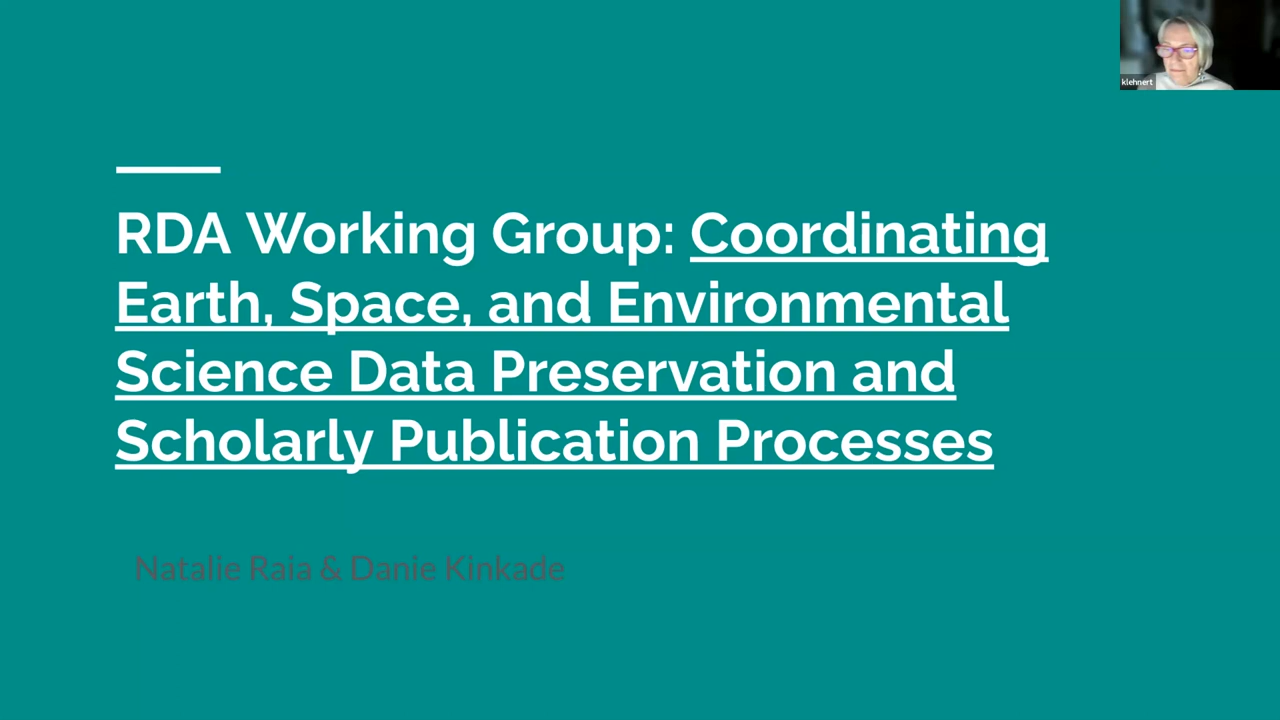 klehnert
RDA Working Group: Coordinating
Earth, Space, and Environmental
Science Data Preservation and
Scholarly Publication Processes
Natalie Raia & Danie Kinkade